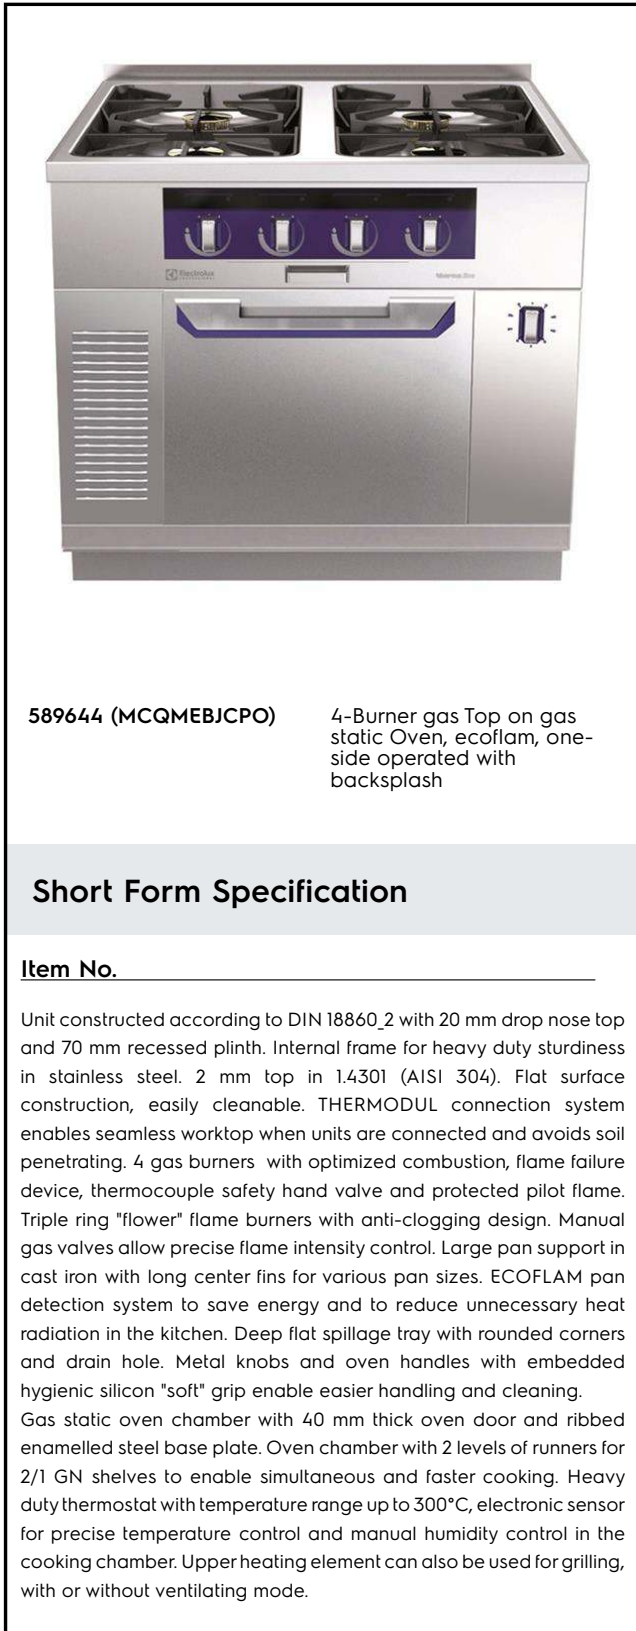 Electrolux
PROFESSIONAL
589644 (MCQMEBJCPO)
4-Burner gas Top on gas
static Oven, ecoflam, one-
side operated with
backsplash
Short Form Specification
Item No.
Unit constructed according to DIN 18860_2 with 20 mm drop nose top
and 70 mm recessed plinth. Internal frame for heavy duty sturdiness
in stainless steel. 2 mm top in 1.4301 (AISI 304). Flat surface
construction, easily cleanable. THERMODUL connection system
enables seamless worktop when units are connected and avoids soil
penetrating. 4 gas burners with optimized combustion, flame failure
device, thermocouple safety hand valve and protected pilot flame.
Triple ring "flower" flame burners with anti-clogging design. Manual
gas valves allow precise flame intensity control. Large pan support in
cast iron with long center fins for various pan sizes. ECOFLAM pan
detection system to save energy and to reduce unnecessary heat
radiation in the kitchen. Deep flat spillage tray with rounded corners
and drain hole. Metal knobs and oven handles with embedded
hygienic silicon "soft" grip enable easier handling and cleaning.
Gas static oven chamber with 40 mm thick oven door and ribbed
enamelled steel base plate. Oven chamber with 2 levels of runners for
2/1 GN shelves to enable simultaneous and faster cooking. Heavy
duty thermostat with temperature range up to 300°C, electronic sensor
for precise temperature control and manual humidity control in the
cooking chamber. Upper heating element can also be used for grilling,
with or without ventilating mode.